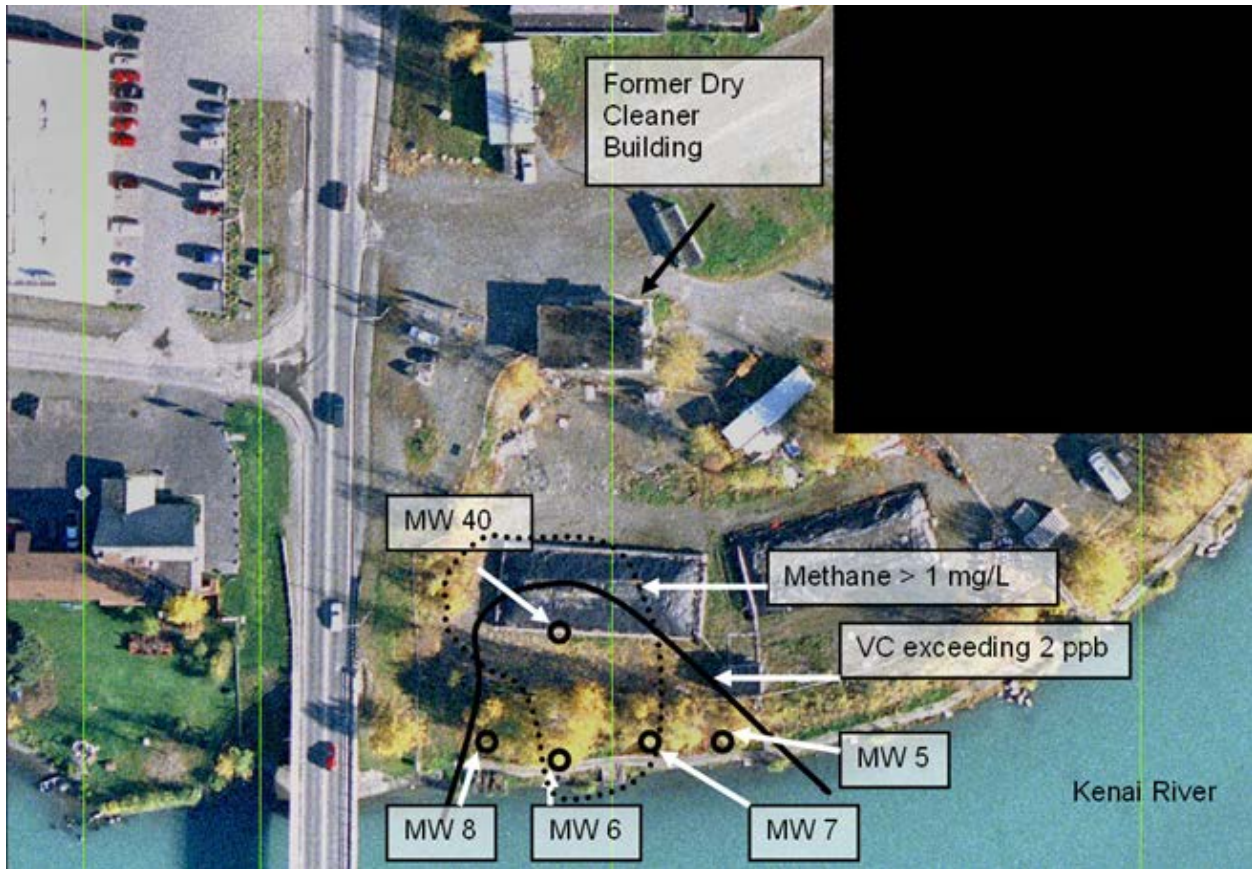 Former Dry
Cleaner
Building
MW 40
Methane > 1 mg/L
VC exceeding 2 ppb
MW 5
Kenai River
MW 8
MW 6
MW 7